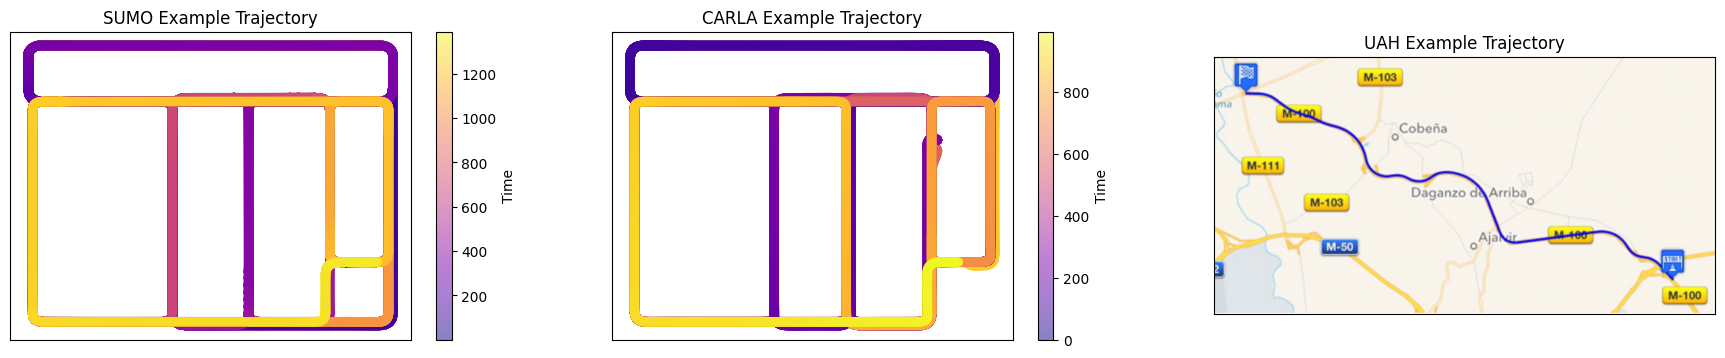 SUMO Example Trajectory
1200
1000
800
600
400
200
Time
CARLA Example Trajectory
800
600
400
200
0
Time
UAH Example Trajectory
M-103
M-100
Cobeña
M-111
Daganzo de Arriba
M-103
M-100
Ajalvir
M-50
2
START
M-100